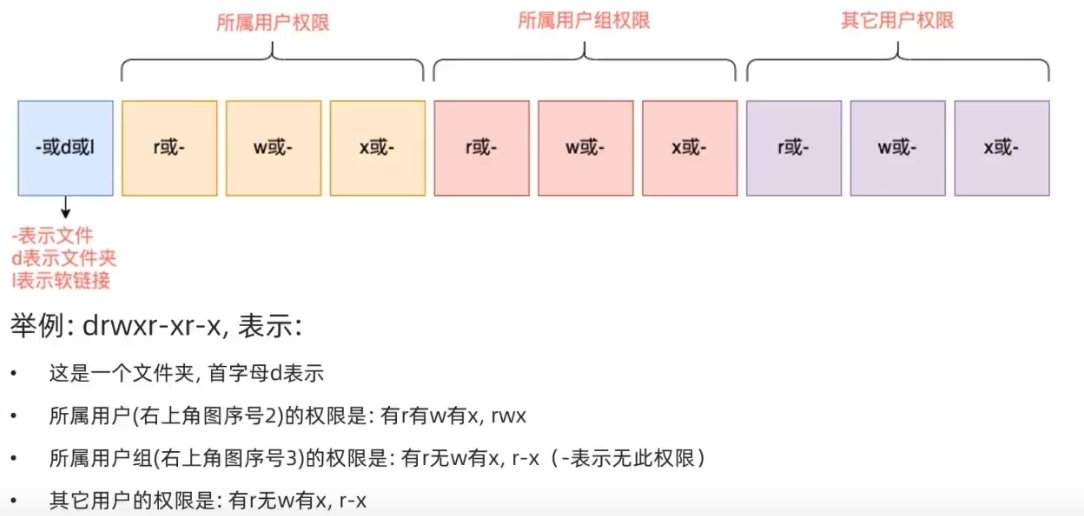 所属用户权限 所属用户组权限 其它用户权限
-或d或l r或- w或- x或- r或- w或- x或- r或- w或- x或-
-表示文件
d表示文件夹
l表示软链接
举例: drwxr-xr-x, 表示:
• 这是一个文件夹, 首字母d表示
• 所属用户(右上角图序号2)的权限是: 有r有w有x, rwx
• 所属用户组(右上角图序号3)的权限是: 有r无w有x, r-x（-表示无此权限）
• 其它用户的权限是: 有r无w有x, r-x